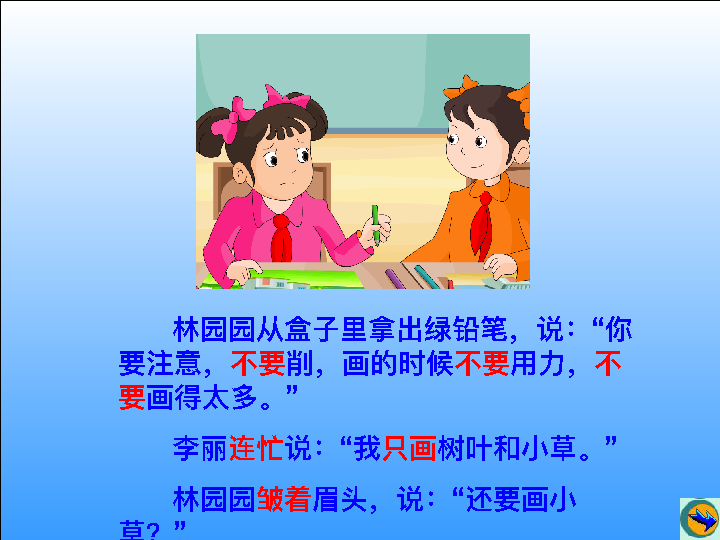 林园园从盒子里拿出绿铅笔，说：“你
要注意，不要削，画的时候不要用力，不
要画得太多。”
李丽连忙说：“我只画树叶和小草。”
林园园皱着眉头，说：“还要画小
草？”